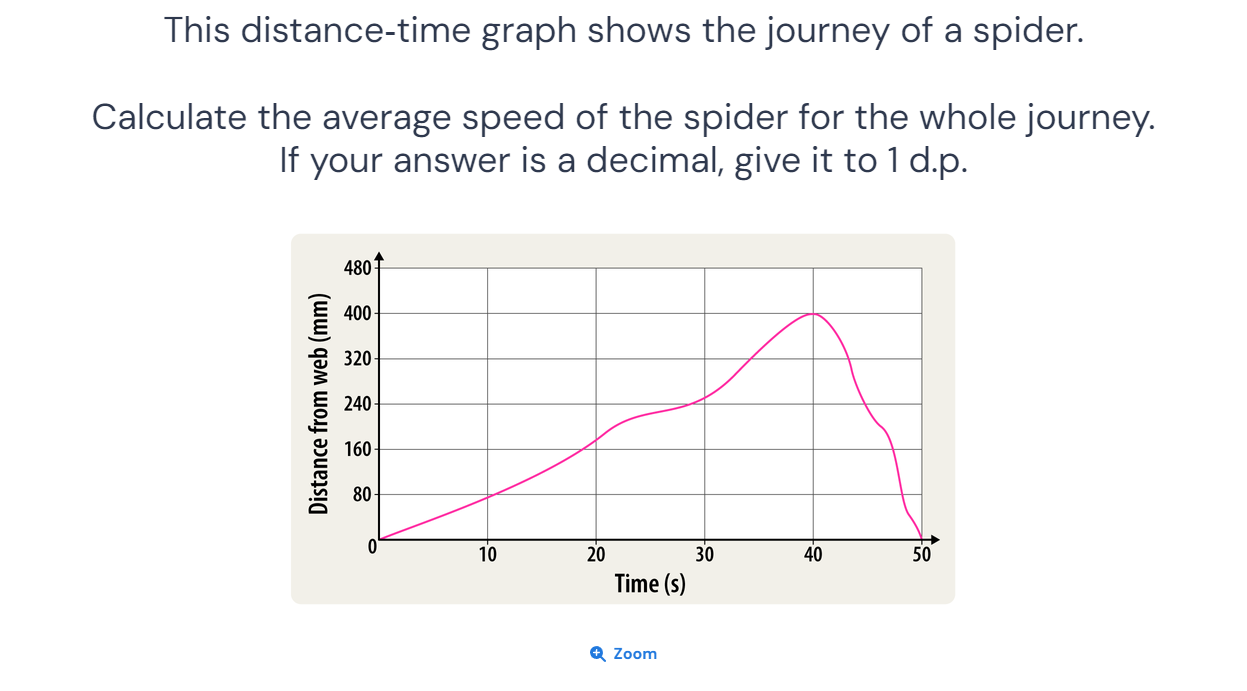 This distance-time graph shows the journey of a spider.
Calculate the average speed of the spider for the whole journey.
If your answer is a decimal, give it to 1 d.p.
Distance from web (mm)
480
400
320
240
160
80
0
10 20 30 40 50
Time (s)
Zoom